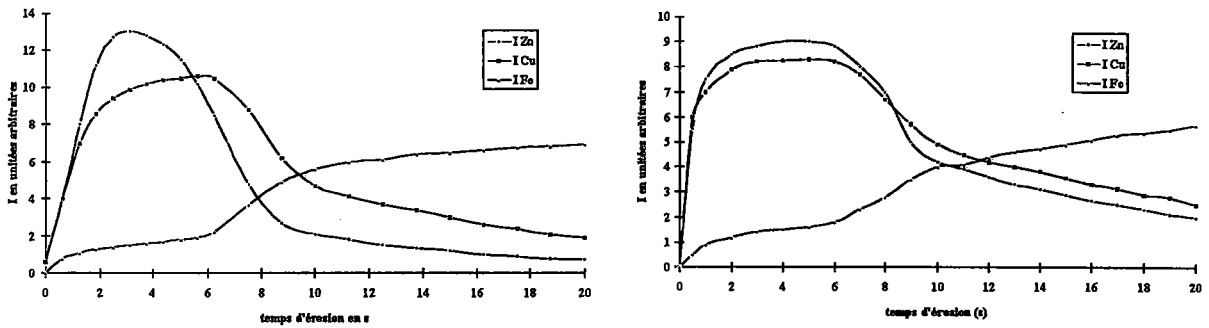 14
12
10
8
6
4
2
0
I en unitées arbitraires
0 2 4 6 8 10 12 14 16 18 20
temps d'érosion en s
I Zn
I Cu
I Fe
10
9
8
7
6
5
4
3
2
1
0
I en unitées arbitraires
0 2 4 6 8 10 12 14 16 18 20
temps d'érosion (s)
I Zn
I Cu
I Fe